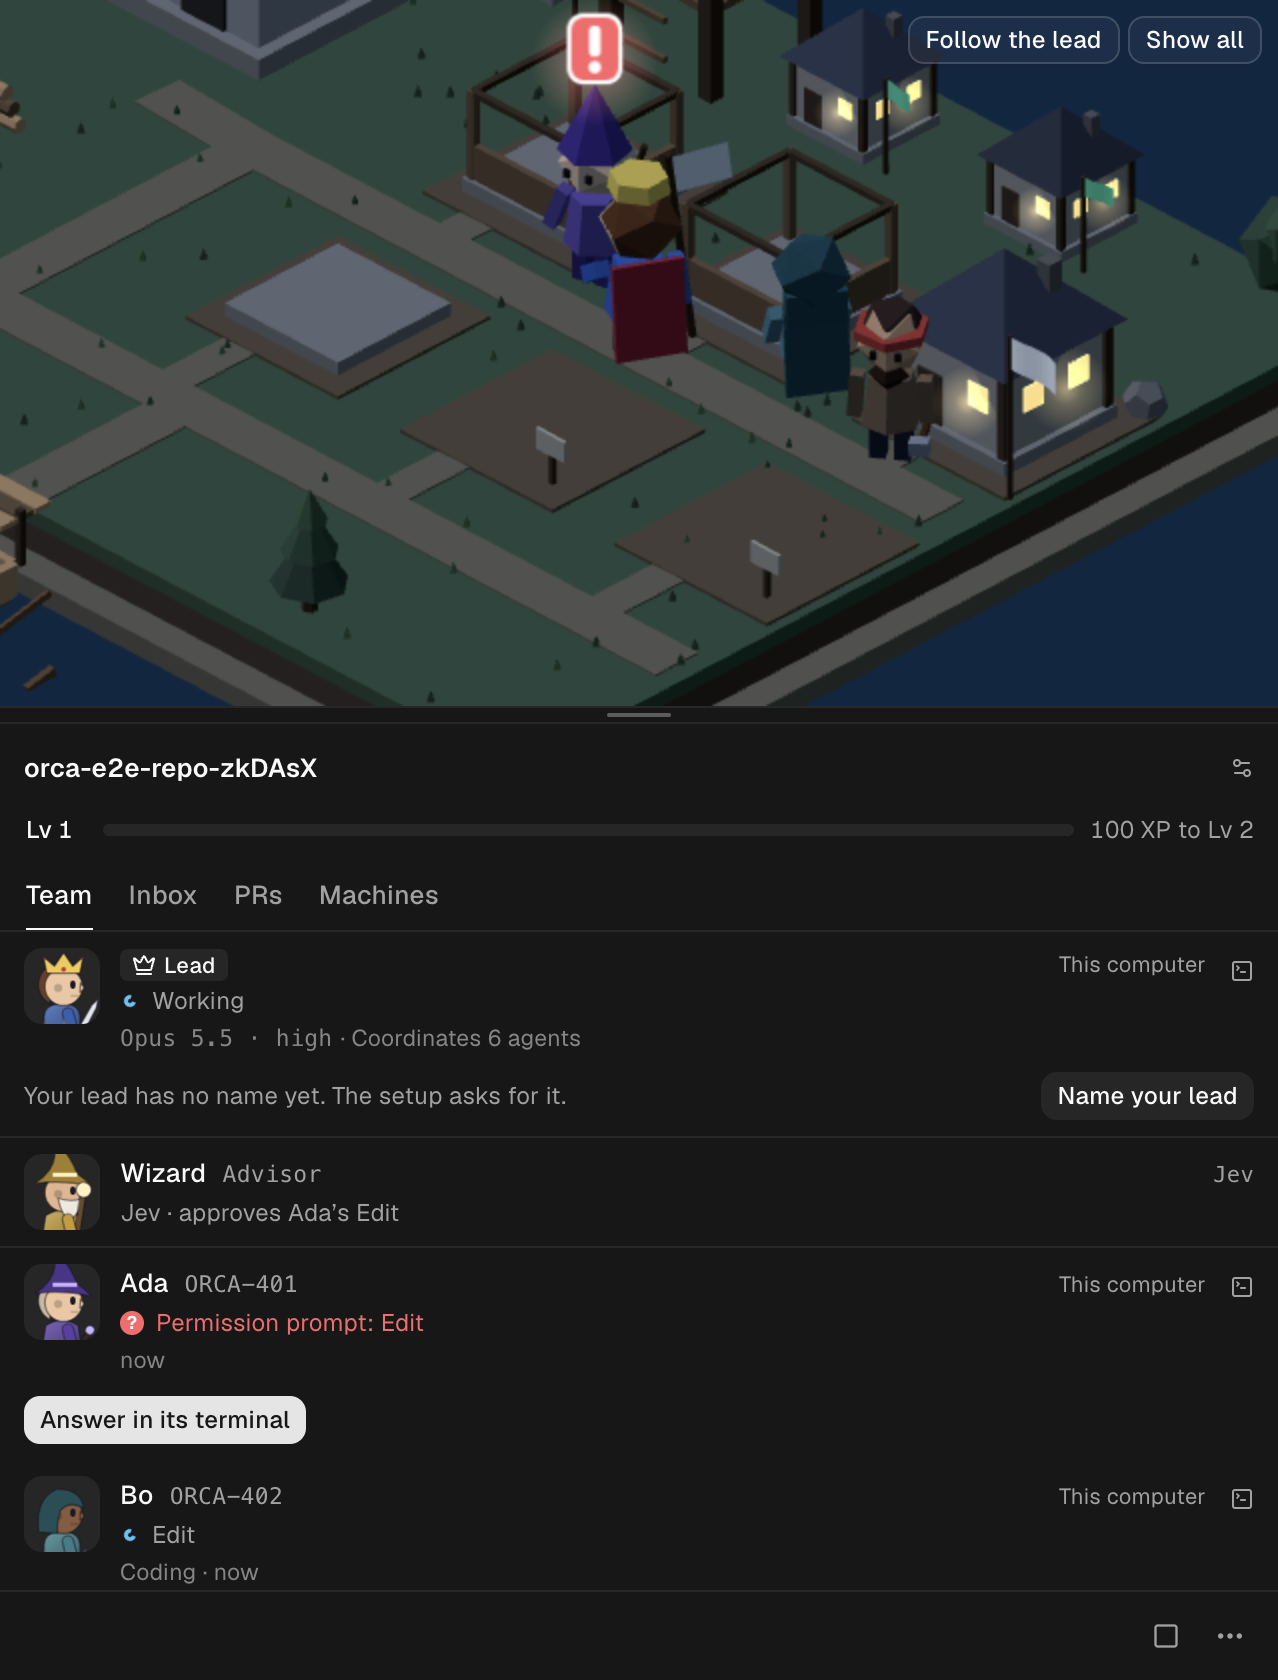 Follow the lead
Show all
orca-e2e-repo-zkDAsX
Lv 1
100 XP to Lv 2
Team
Inbox
PRs
Machines
Lead
This computer
Working
Opus 5.5 · high · Coordinates 6 agents
Your lead has no name yet. The setup asks for it.
Name your lead
Wizard Advisor
Jev
Jev · approves Ada’s Edit
Ada ORCA-401
This computer
Permission prompt: Edit
now
Answer in its terminal
Bo ORCA-402
This computer
Edit
Coding · now